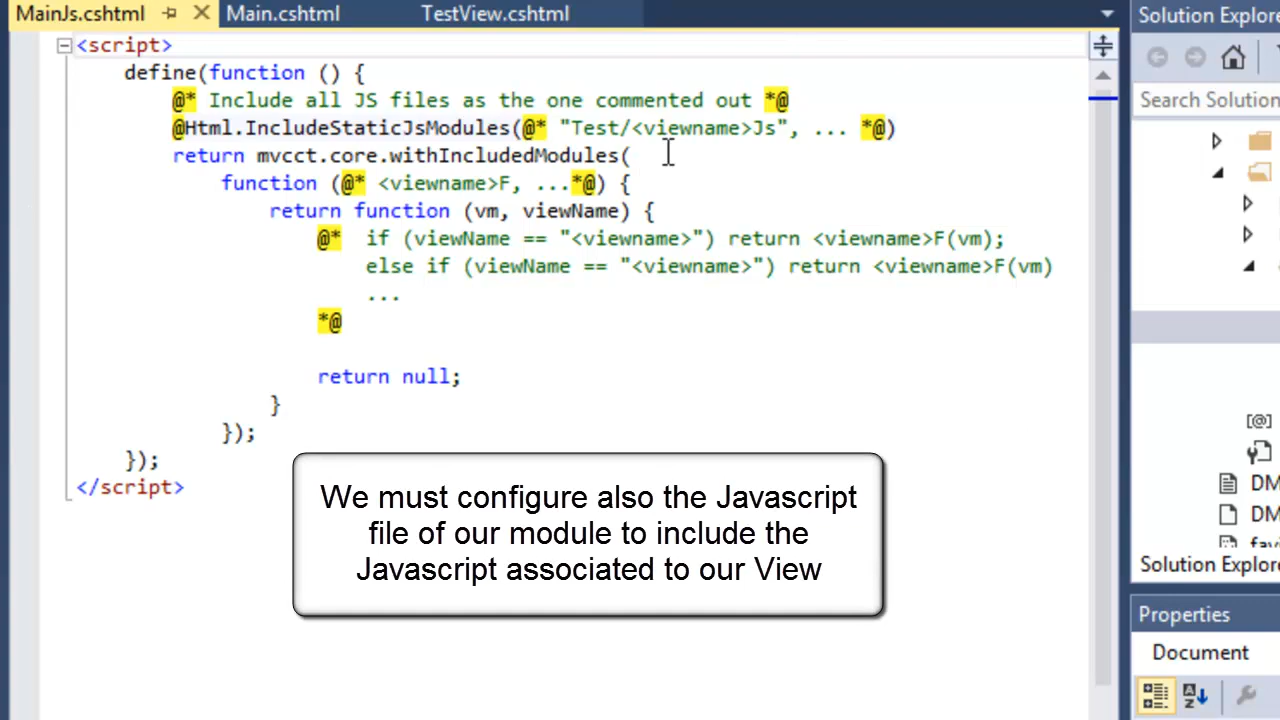 MainJs.cshtml Main.cshtml TestView.cshtml Solution Explore
<script>
define(function () {
@* Include all JS files as the one commented out *@
@Html.IncludeStaticJsModules(@* "Test/<viewname>Js", ... *@)
return mvcct.core.withIncludedModules(
function (@* <viewname>F, ...*@) {
return function (vm, viewName) {
@* if (viewName == "<viewname>") return <viewname>F(vm);
else if (viewName == "<viewname>") return <viewname>F(vm)
...
*@
return null;
}
});
});
</script>
We must configure also the Javascript
file of our module to include the
Javascript associated to our View
Search Solution
[@]
DM
DM
favi
Solution Explore
Properties
Document